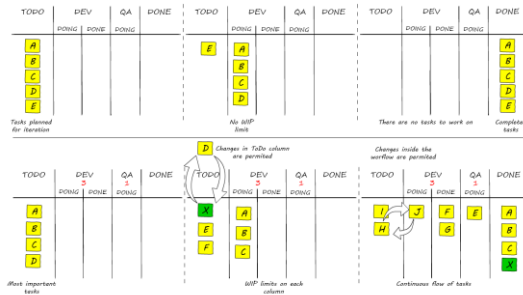 TODO DEV QA DONE
DOING DONE DOING
A
B
C
D
E
Tasks planned
for iteration
TODO DEV QA DONE
DOING DONE DOING
E A
B
C
D
No WIP
limit
TODO DEV QA DONE
DOING DONE DOING
A
B
C
D
E
There are no tasks to work on
Complete
tasks
TODO DEV QA DONE
3 1
DOING DONE DOING
A
B
C
D
Most important
tasks
D
Changes in ToDo column
are permited
TODO DEV QA DONE
3 1
DOING DONE DOING
X A
E B
F C
WIP limits on each
column
Changes inside the
workflow are permited
TODO DEV QA DONE
3 1
DOING DONE DOING
I J F E A
H G B
C
D
X
Continuous flow of tasks